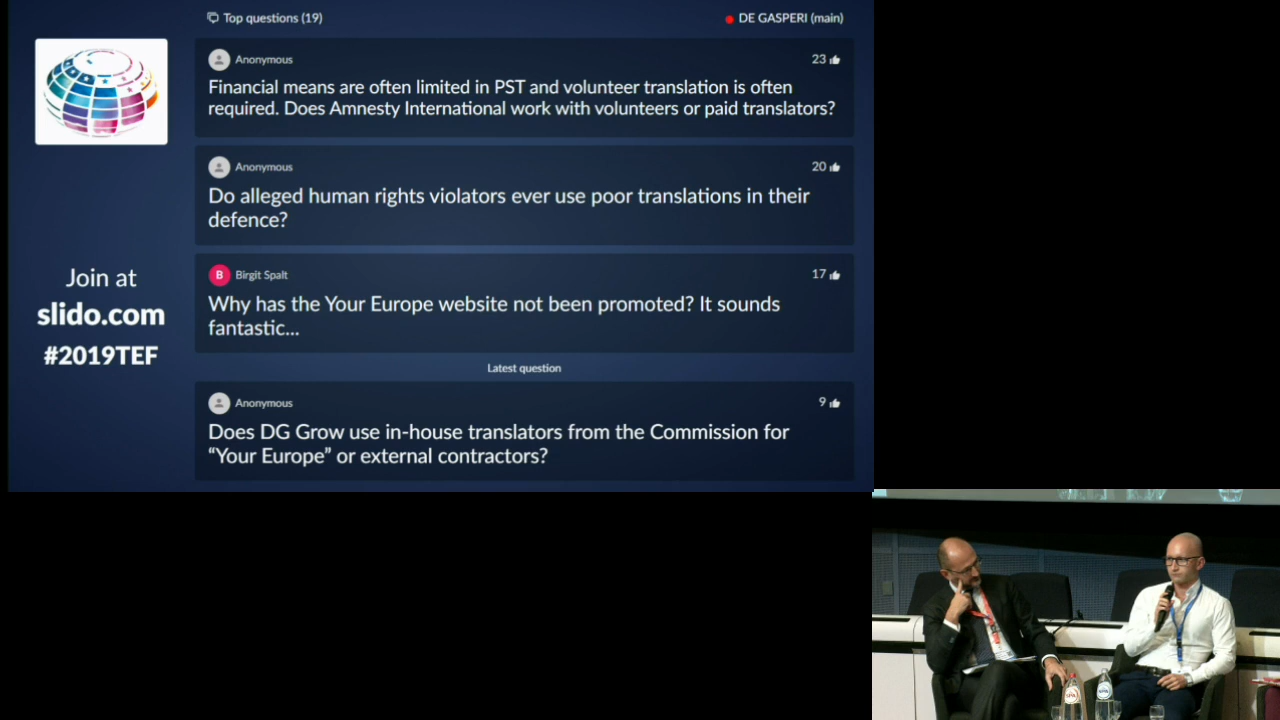 Top questions (19)
DE GASPERI (main)
Anonymous
23
Financial means are often limited in PST and volunteer translation is often
required. Does Amnesty International work with volunteers or paid translators?
Anonymous
20
Do alleged human rights violators ever use poor translations in their
defence?
B
Birgit Spalt
17
Why has the Your Europe website not been promoted? It sounds
fantastic...
Latest question
Anonymous
9
Does DG Grow use in-house translators from the Commission for
“Your Europe” or external contractors?
Join at
slido.com
#2019TEF